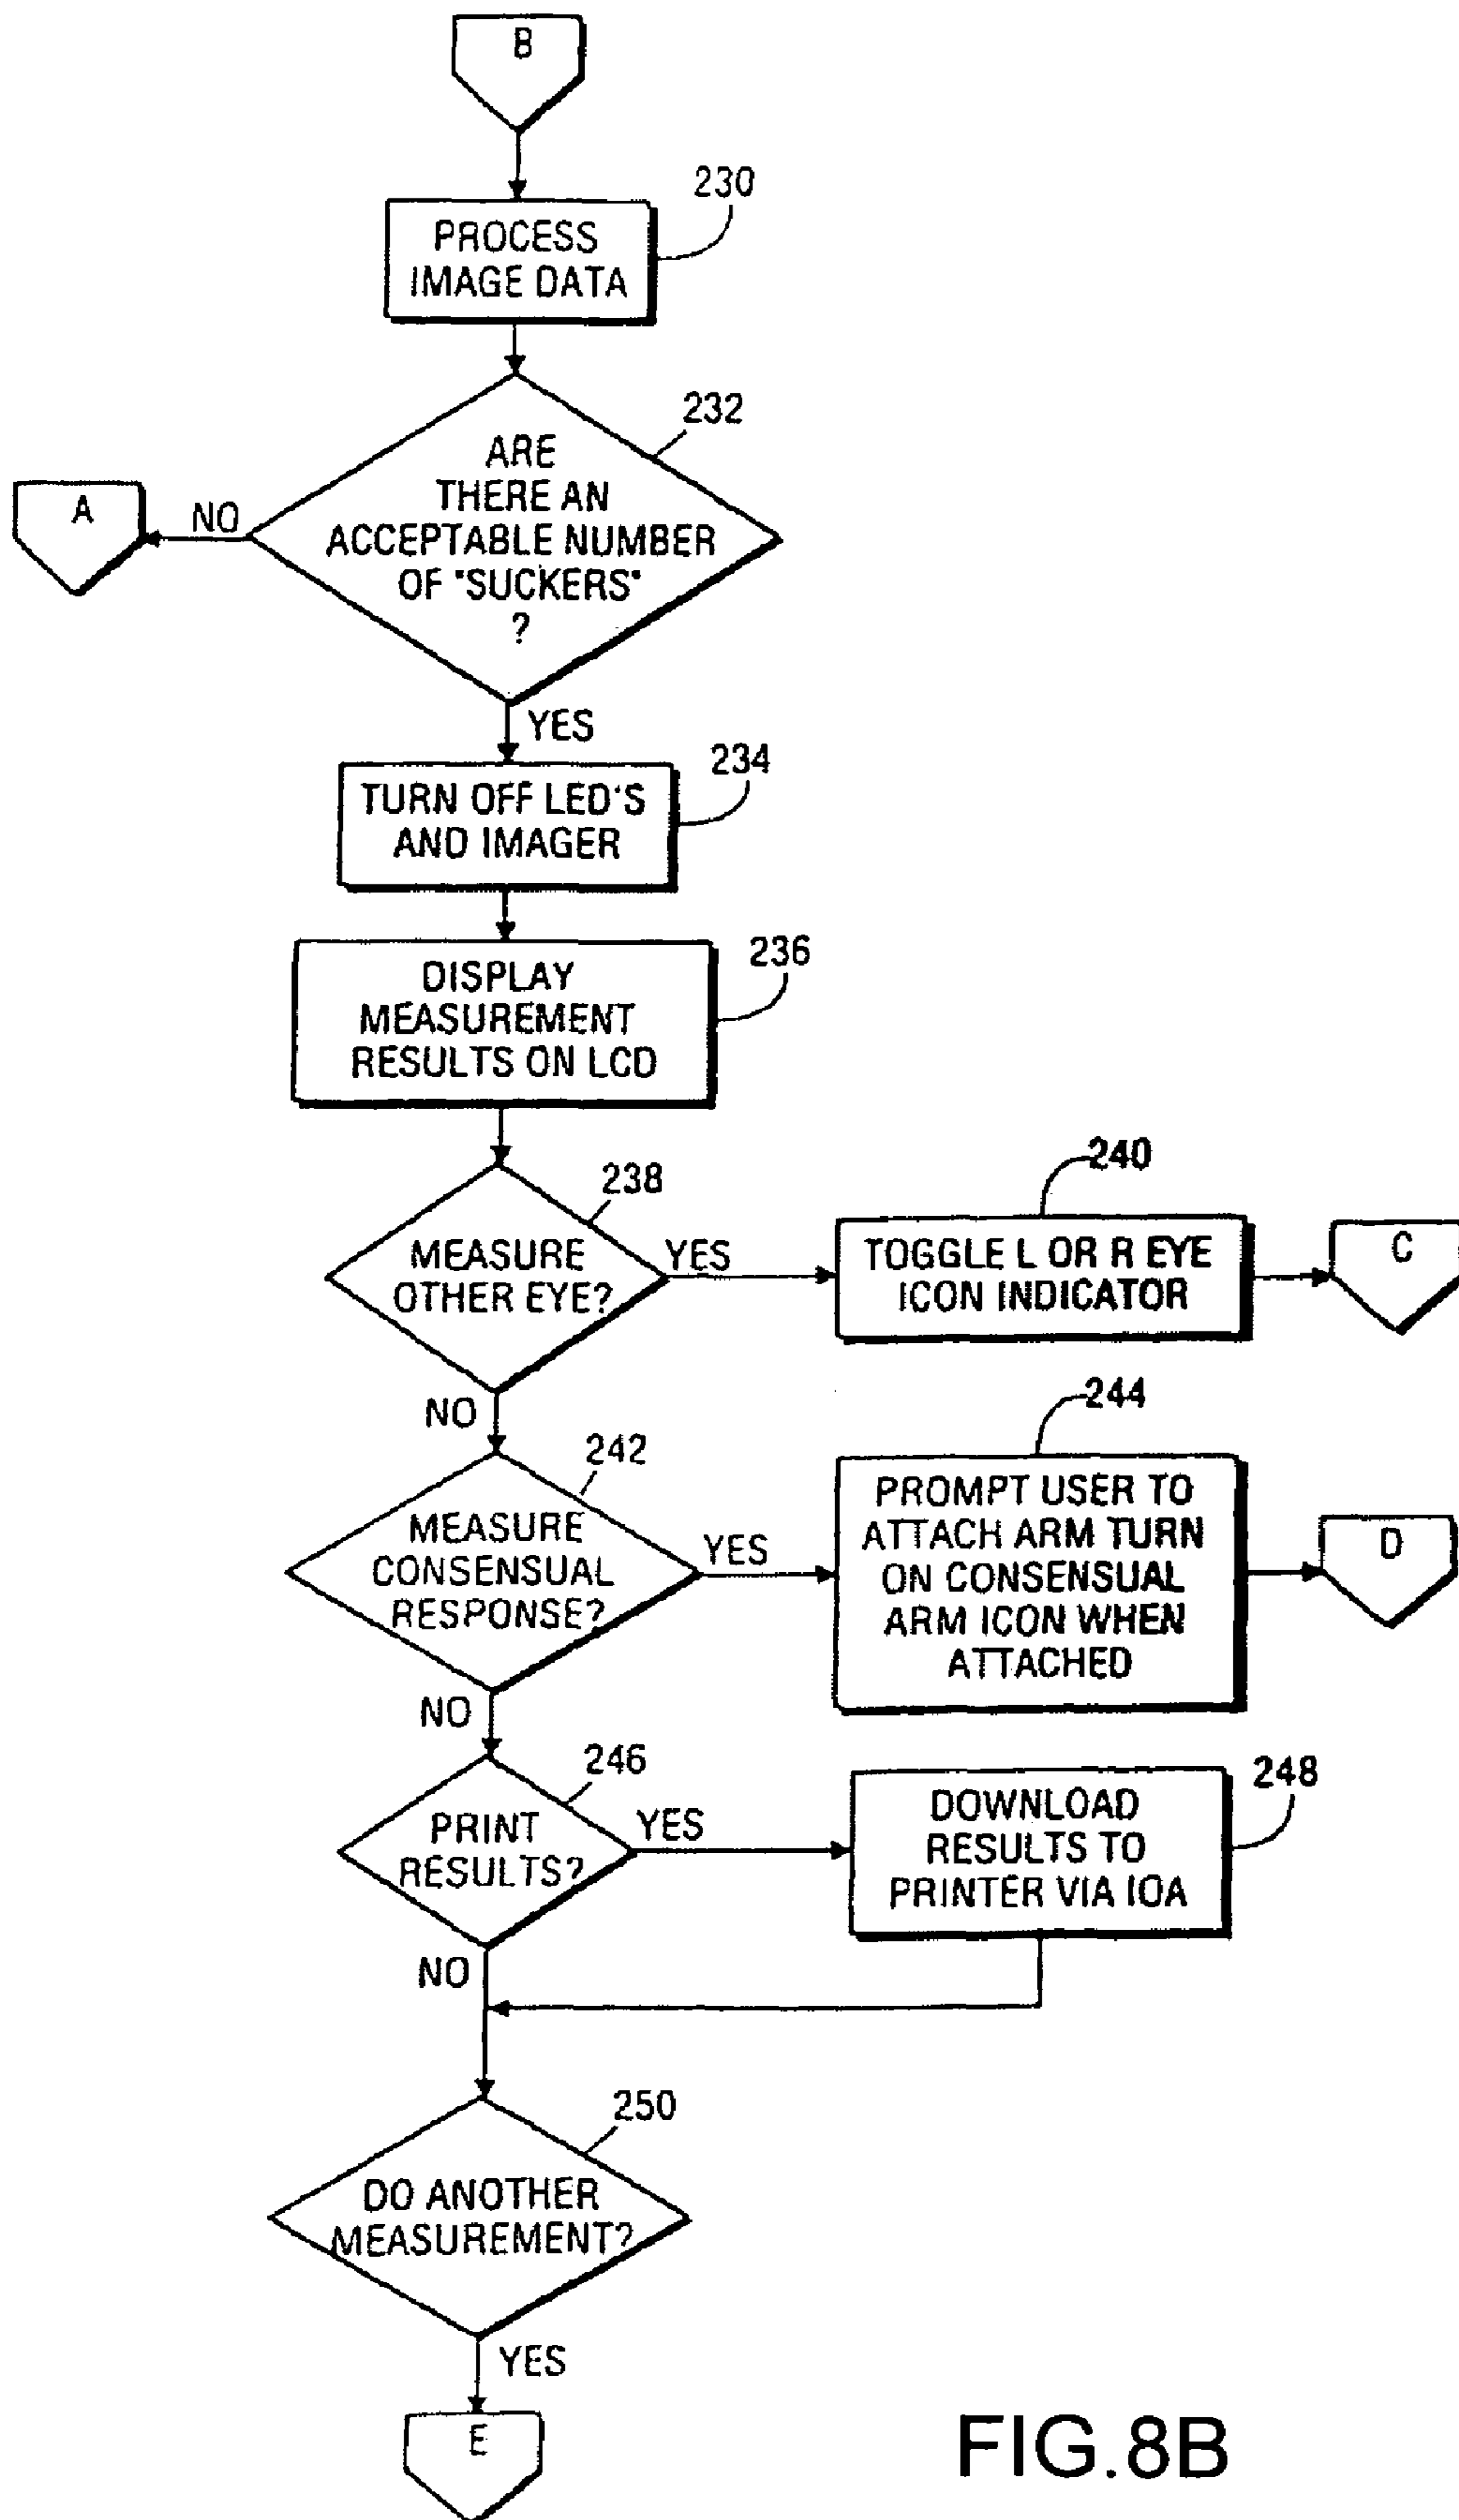 B
230
PROCESS
IMAGE DATA
232
ARE
THERE AN
ACCEPTABLE NUMBER
OF "SUCKERS"
?
A
NO
YES
234
TURN OFF LED'S
AND IMAGER
236
DISPLAY
MEASUREMENT
RESULTS ON LCD
238
MEASURE
OTHER EYE?
YES
240
TOGGLE L OR R EYE
ICON INDICATOR
C
NO
242
MEASURE
CONSENSUAL
RESPONSE?
YES
244
PROMPT USER TO
ATTACH ARM TURN
ON CONSENSUAL
ARM ICON WHEN
ATTACHED
D
NO
246
PRINT
RESULTS?
YES
248
DOWNLOAD
RESULTS TO
PRINTER VIA IOA
NO
250
DO ANOTHER
MEASUREMENT?
YES
E
FIG.8B